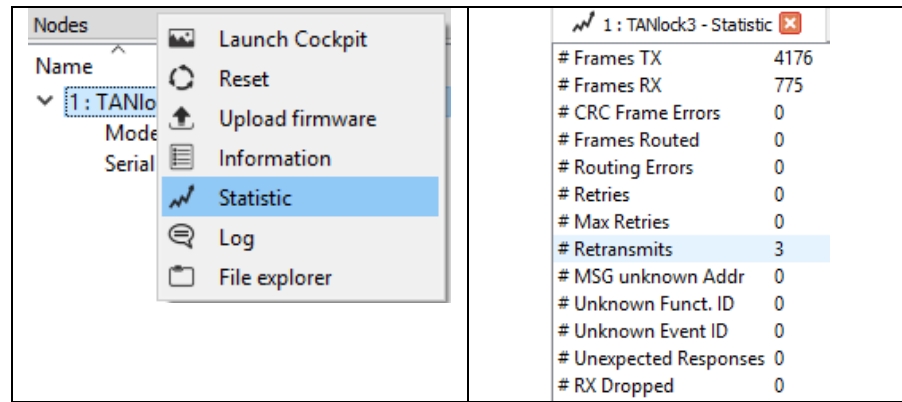 Nodes
Name
1 : TANlo
Mode
Serial
Launch Cockpit
Reset
Upload firmware
Information
Statistic
Log
File explorer
1 : TANlock3 - Statistic
# Frames TX 4176
# Frames RX 775
# CRC Frame Errors 0
# Frames Routed 0
# Routing Errors 0
# Retries 0
# Max Retries 0
# Retransmits 3
# MSG unknown Addr 0
# Unknown Funct. ID 0
# Unknown Event ID 0
# Unexpected Responses 0
# RX Dropped 0